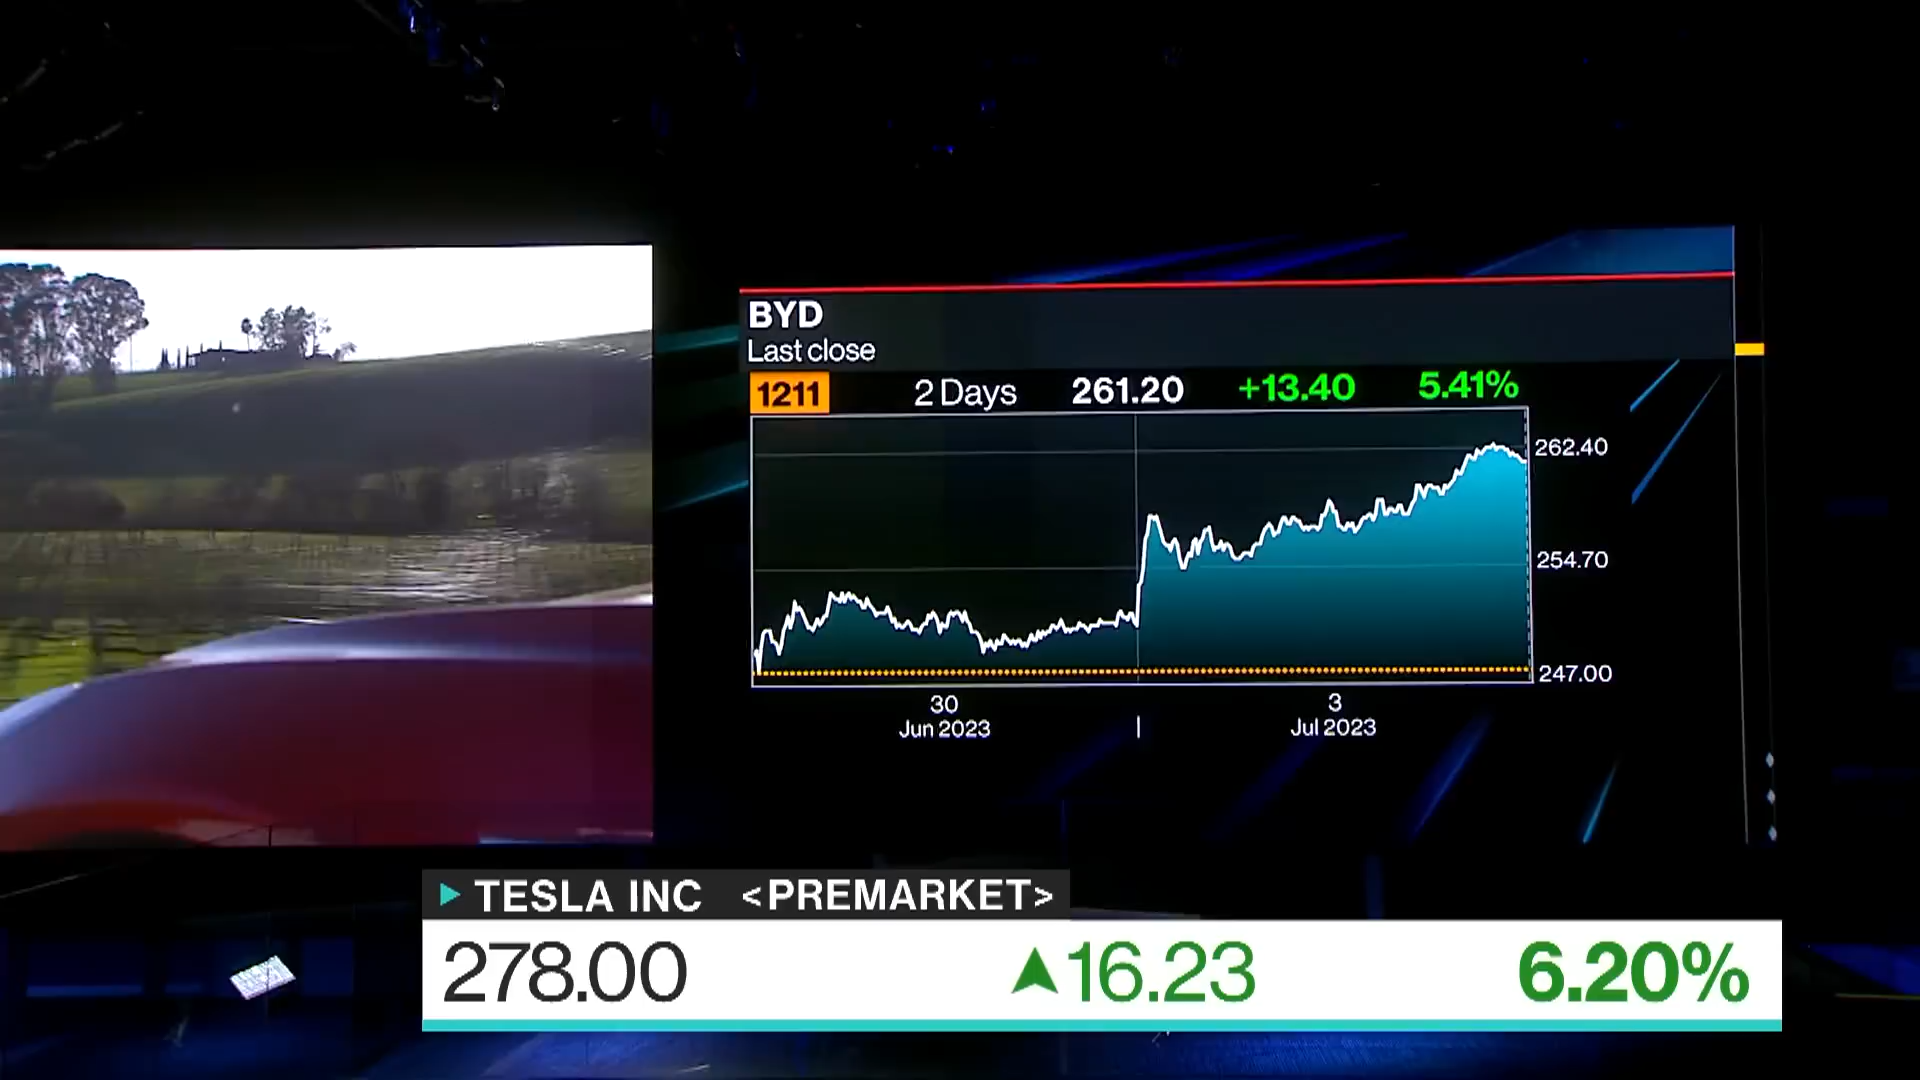 BYD
Last close
1211 2 Days 261.20 +13.40 5.41%
262.40
254.70
247.00
30 3
Jun 2023 Jul 2023
TESLA INC <PREMARKET>
278.00 ▲16.23 6.20%